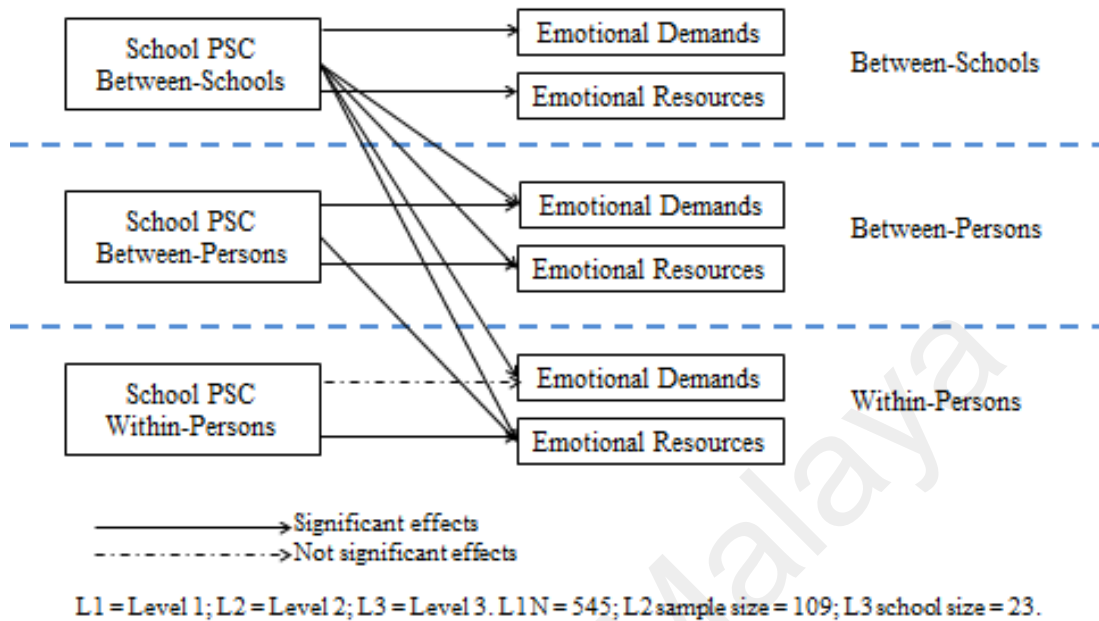 School PSC
Between-Schools
Emotional Demands
Emotional Resources
Between-Schools
School PSC
Between-Persons
Emotional Demands
Emotional Resources
Between-Persons
School PSC
Within-Persons
Emotional Demands
Emotional Resources
Within-Persons
Malaya
Significant effects
Not significant effects
L1 = Level 1; L2 = Level 2; L3 = Level 3. L1N = 545; L2 sample size = 109; L3 school size = 23.